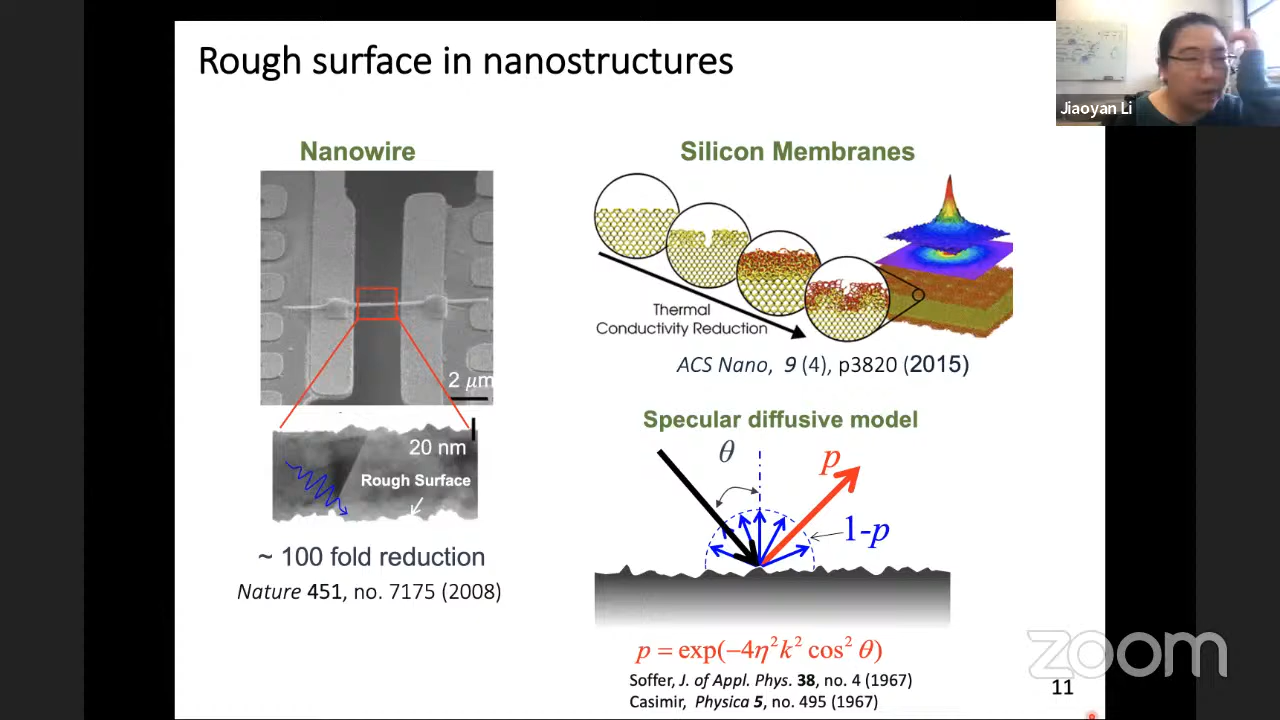 Rough surface in nanostructures
Jiaoyan Li
Nanowire
2 μm
20 nm
Rough Surface
~ 100 fold reduction
Nature 451, no. 7175 (2008)
Silicon Membranes
Thermal
Conductivity Reduction
ACS Nano, 9 (4), p3820 (2015)
Specular diffusive model
θ
p
1-p
p = exp(−4η²k² cos² θ)
Soffer, J. of Appl. Phys. 38, no. 4 (1967)
Casimir, Physica 5, no. 495 (1967)
zoom
11